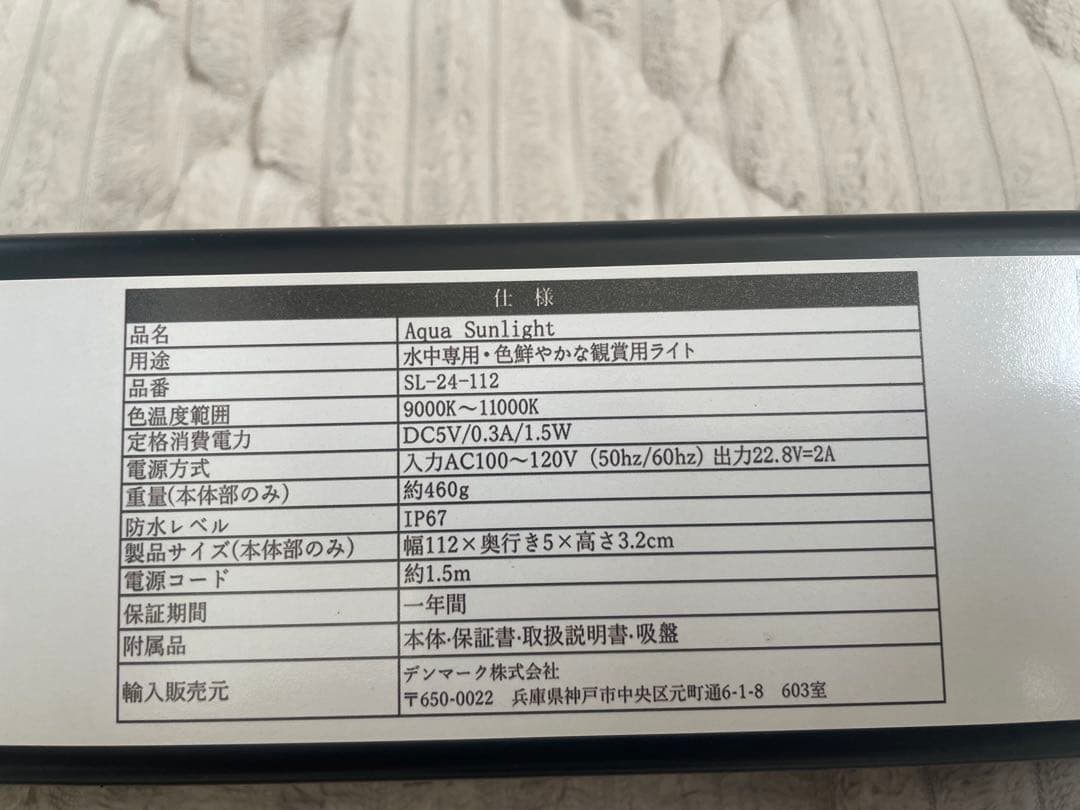 仕様
品名 Aqua Sunlight
用途 水中専用・色鮮やかな観賞用ライト
品番 SL-24-112
色温度範囲 9000K～11000K
定格消費電力 DC5V/0.3A/1.5W
電源方式 入力AC100～120V (50hz/60hz) 出力22.8V=2A
重量(本体部のみ) 約460g
防水レベル IP67
製品サイズ(本体部のみ) 幅112×奥行き5×高さ3.2cm
電源コード 約1.5m
保証期間 一年間
附属品 本体・保証書・取扱説明書・吸盤
輸入販売元 デンマーク株式会社
〒650-0022 兵庫県神戸市中央区元町通6-1-8 603室